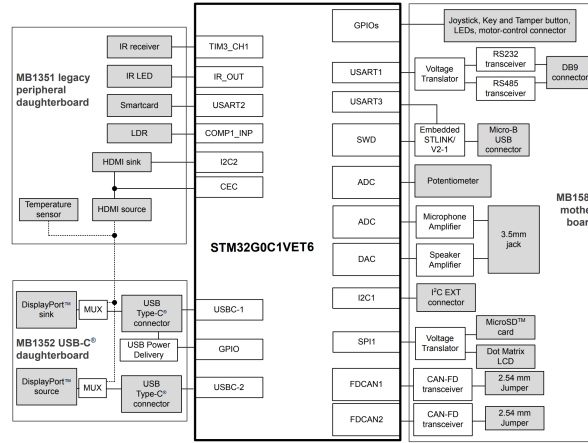 IR receiver
TIM3_CH1
IR LED
IR_OUT
MB1351 legacy
peripheral
daughterboard
Smartcard
USART2
LDR
COMP1_INP
HDMI sink
I2C2
CEC
Temperature
sensor
HDMI source
STM32G0C1VET6
DisplayPort™
sink
MUX
USB
Type-C®
connector
USBC-1
MB1352 USB-C®
daughterboard
USB Power
Delivery
GPIO
DisplayPort™
source
MUX
USB
Type-C®
connector
USBC-2
GPIOs
Joystick, Key and Tamper button,
LEDs, motor-control connector
USART1
Voltage
Translator
RS232
transceiver
RS485
transceiver
DB9
connector
USART3
SWD
Embedded
STLINK/
V2-1
Micro-B
USB
connector
ADC
Potentiometer
MB158
mothe
boar
ADC
Microphone
Amplifier
3.5mm
jack
DAC
Speaker
Amplifier
I2C1
I²C EXT
connector
SPI1
Voltage
Translator
MicroSD™
card
Dot Matrix
LCD
FDCAN1
CAN-FD
transceiver
2.54 mm
Jumper
FDCAN2
CAN-FD
transceiver
2.54 mm
Jumper